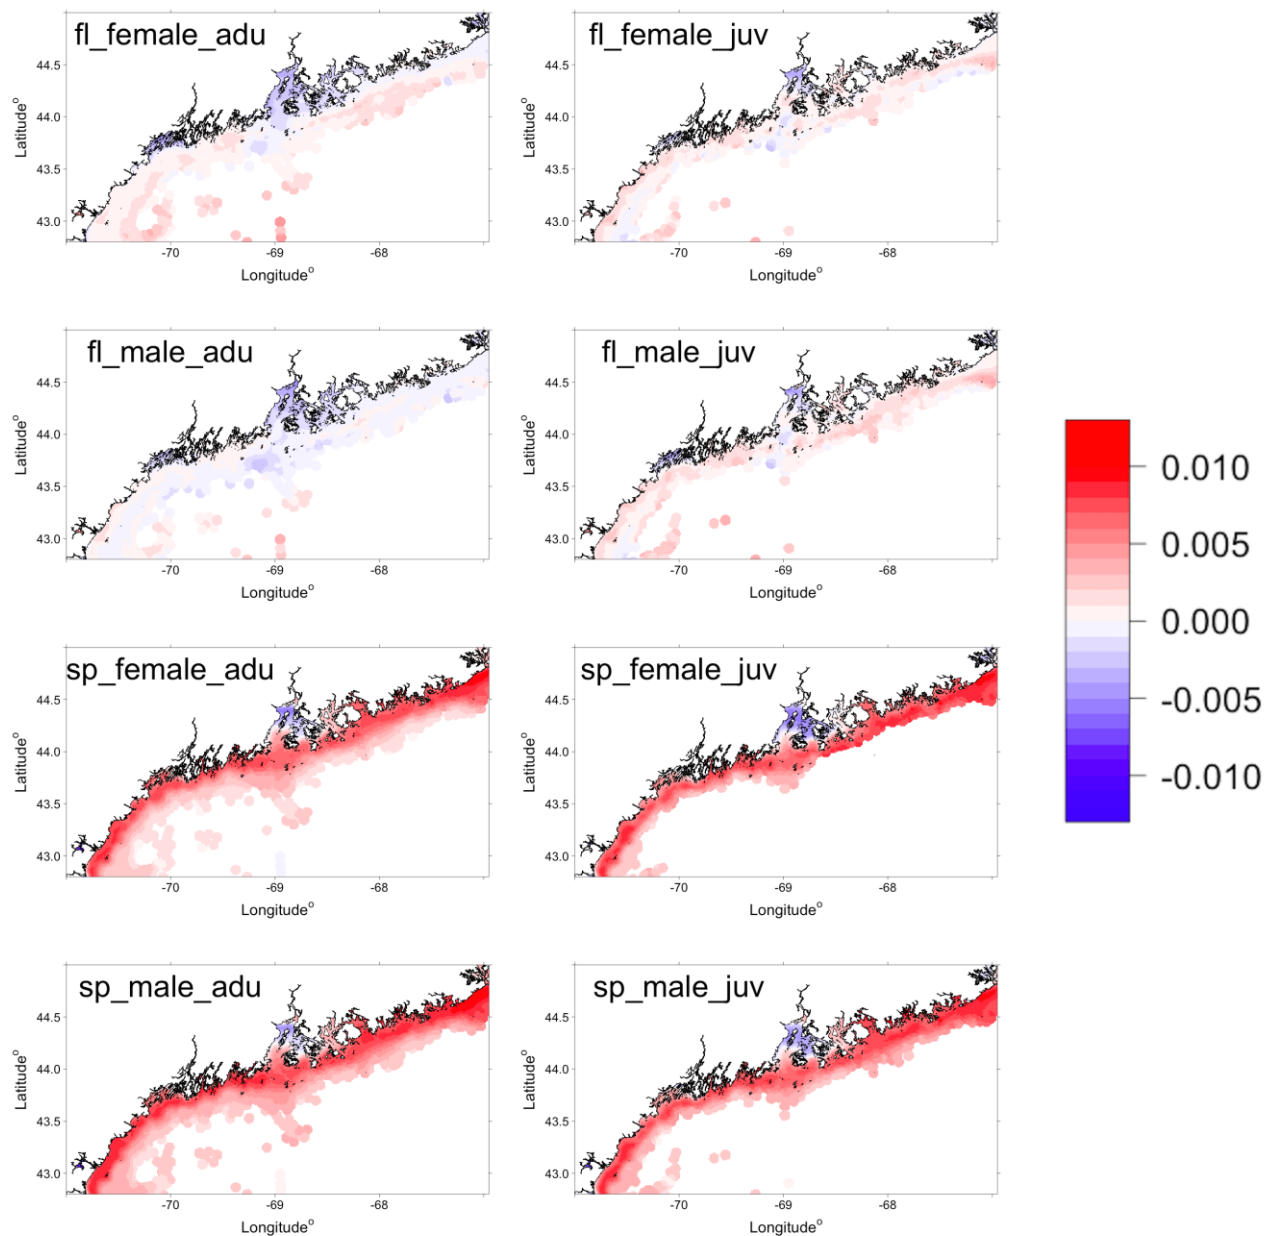 fl_female_adu
44.5
44.0
43.5
43.0
Latitude°
-70
-69
-68
Longitude°
fl_female_juv
44.5
44.0
43.5
43.0
Latitude°
-70
-69
-68
Longitude°
fl_male_adu
44.5
44.0
43.5
43.0
Latitude°
-70
-69
-68
Longitude°
fl_male_juv
44.5
44.0
43.5
43.0
Latitude°
-70
-69
-68
Longitude°
sp_female_adu
44.5
44.0
43.5
43.0
Latitude°
-70
-69
-68
Longitude°
sp_female_juv
44.5
44.0
43.5
43.0
Latitude°
-70
-69
-68
Longitude°
sp_male_adu
44.5
44.0
43.5
43.0
Latitude°
-70
-69
-68
Longitude°
sp_male_juv
44.5
44.0
43.5
43.0
Latitude°
-70
-69
-68
Longitude°
0.010
0.005
0.000
-0.005
-0.010